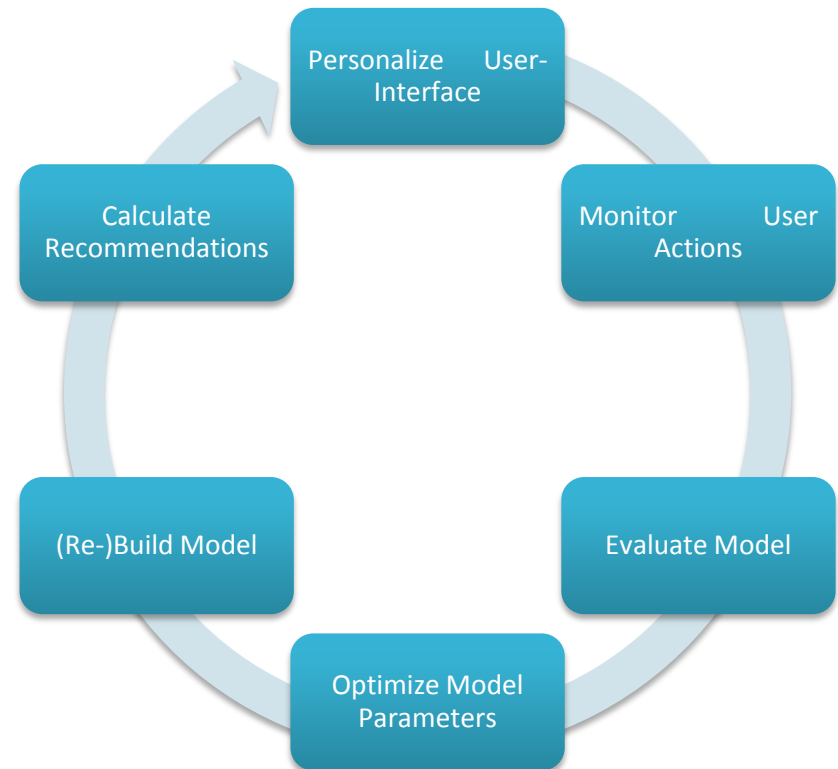 Personalize User-
Interface
Monitor User
Actions
Evaluate Model
Optimize Model
Parameters
(Re-)Build Model
Calculate
Recommendations